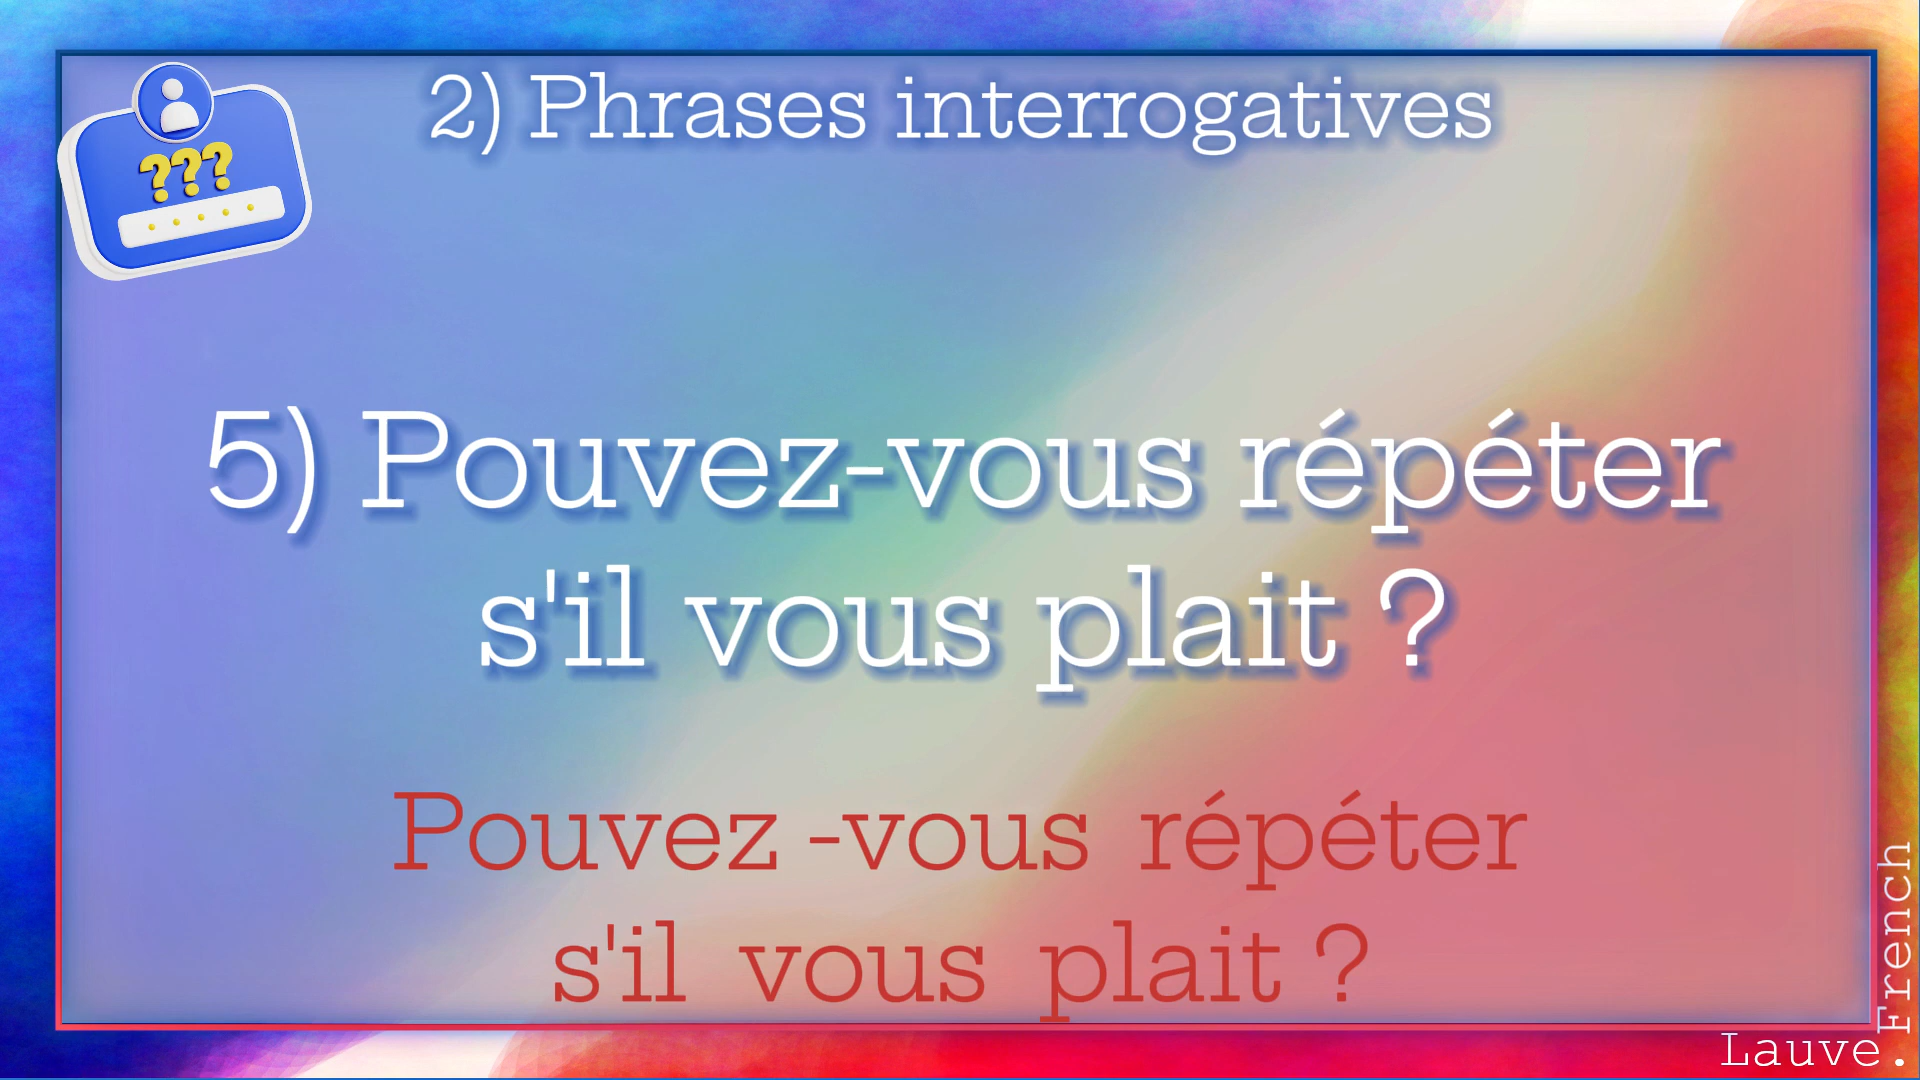 2) Phrases interrogatives
???
5) Pouvez-vous répéter
s'il vous plait ?
Pouvez -vous répéter
s'il vous plait ?
Lauve.
French